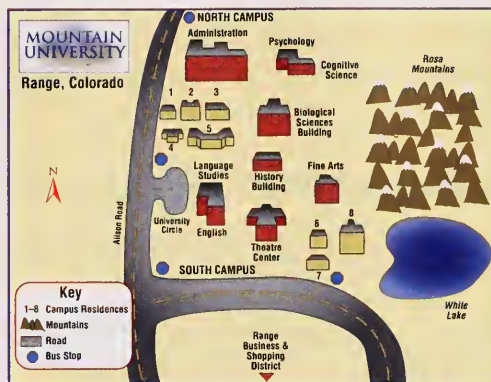 MOUNTAIN
UNIVERSITY
Range, Colorado
NORTH CAMPUS
Administration
Psychology
Cognitive
Science
Rosa
Mountains
1
2
3
4
5
Biological
Sciences
Building
Language
Studies
History
Building
Fine Arts
Alison Road
University
Circle
English
Theatre
Center
6
8
7
SOUTH CAMPUS
White
Lake
Key
1–8 Campus Residences
Mountains
Road
Bus Stop
Range
Business &
Shopping
District
N